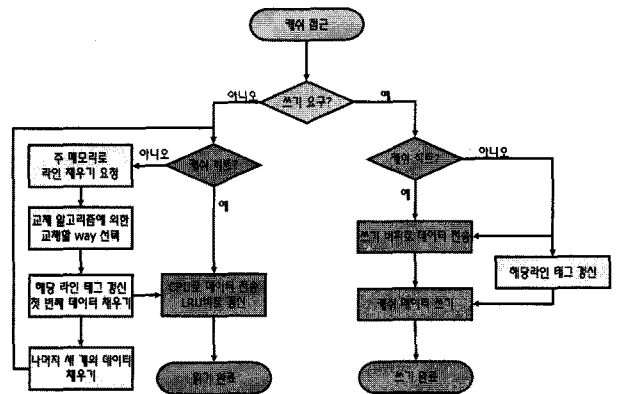 캐쉬 접근
쓰기 요구?
아니오
예
캐쉬 히트?
아니오
주 메모리로
라인 채우기 요청
예
교체 알고리즘에 의한
교체할 way 선택
해당 라인 태그 갱신
첫 번째 데이터 채우기
CPU로 데이터 전송
LRU비트 갱신
나머지 세 개의 데이터
채우기
읽기 완료
캐쉬 히트?
아니오
예
쓰기 버퍼로 데이터 전송
해당라인 태그 갱신
캐쉬 데이터 쓰기
쓰기 완료